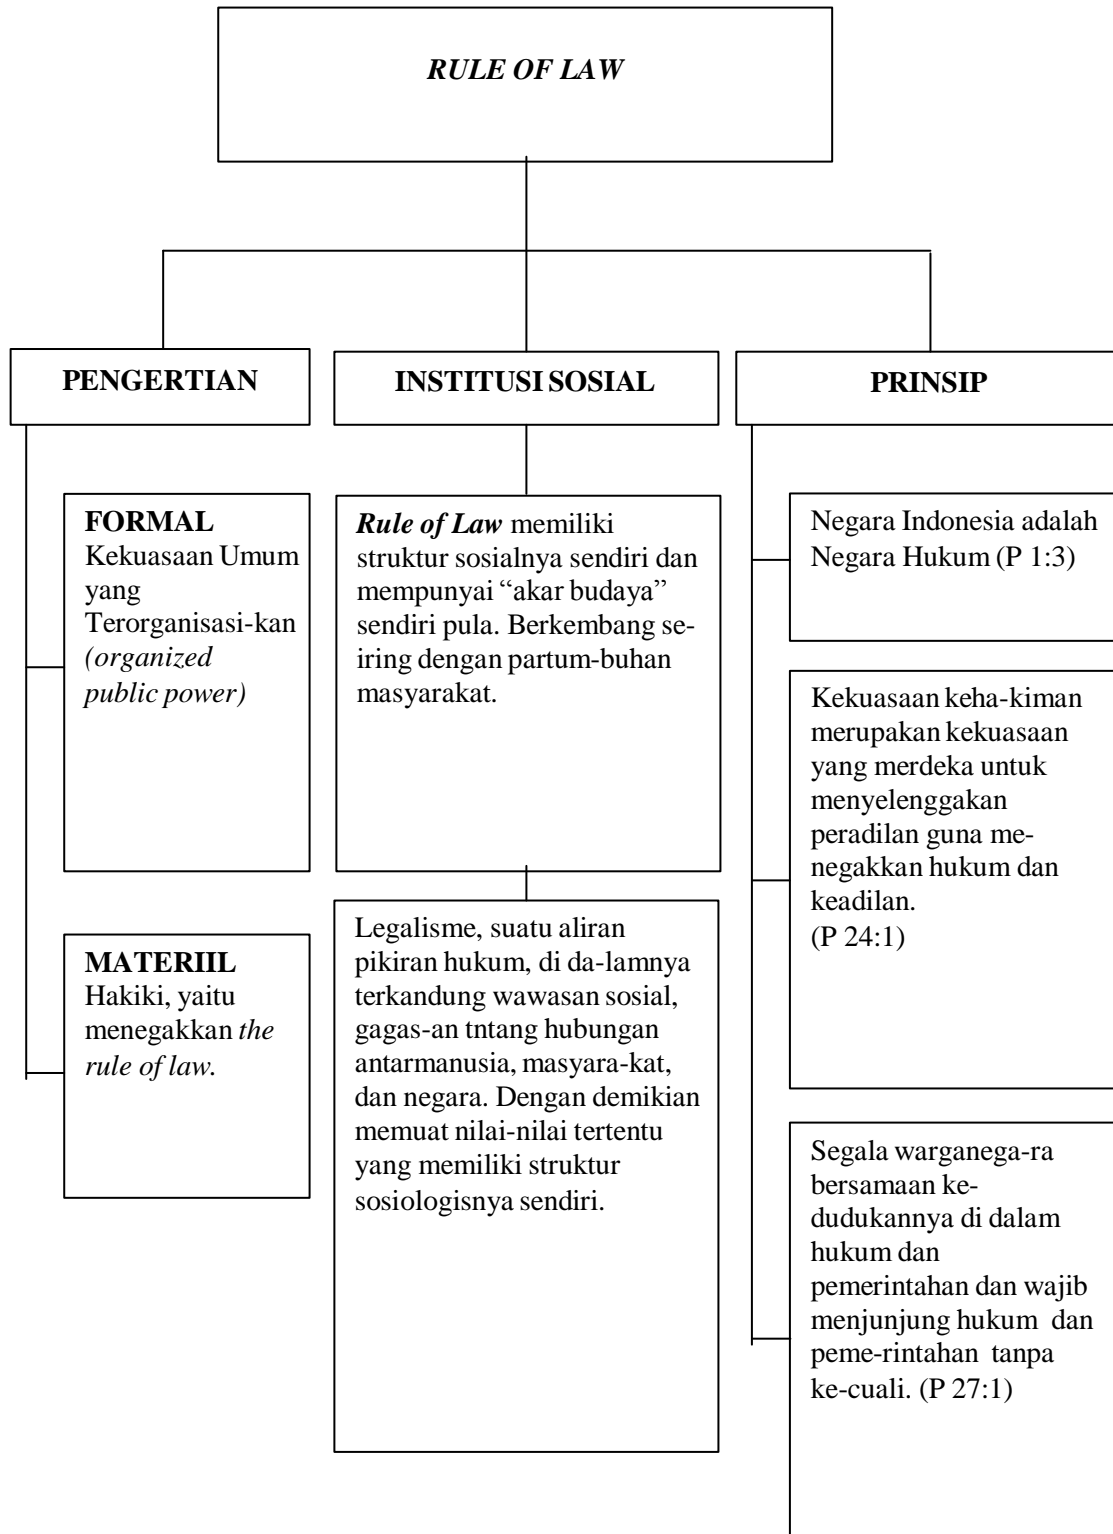 RULE OF LAW
PENGERTIAN
FORMAL
Kekuasaan Umum
yang
Terorganisasi-kan
(organized
public power)
MATERIIL
Hakiki, yaitu
menegakkan the
rule of law.
INSTITUSI SOSIAL
Rule of Law memiliki
struktur sosialnya sendiri dan
mempunyai “akar budaya”
sendiri pula. Berkembang se-
iring dengan partum-buhan
masyarakat.
Legalisme, suatu aliran
pikiran hukum, di da-lamnya
terkandung wawasan sosial,
gagas-an tntang hubungan
antarmanusia, masyara-kat,
dan negara. Dengan demikian
memuat nilai-nilai tertentu
yang memiliki struktur
sosiologisnya sendiri.
PRINSIP
Negara Indonesia adalah
Negara Hukum (P 1:3)
Kekuasaan keha-kiman
merupakan kekuasaan
yang merdeka untuk
menyelenggakan
peradilan guna me-
negakkan hukum dan
keadilan.
(P 24:1)
Segala warganega-ra
bersamaan ke-
dudukannya di dalam
hukum dan
pemerintahan dan wajib
menjunjung hukum dan
peme-rintahan tanpa
ke-cuali. (P 27:1)